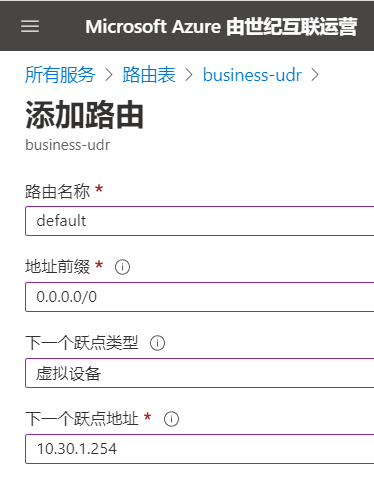 Microsoft Azure 由世纪互联运营
所有服务 > 路由表 > business-udr >
添加路由
business-udr
路由名称 *
default
地址前缀 *
0.0.0.0/0
下一个跃点类型
虚拟设备
下一个跃点地址 *
10.30.1.254